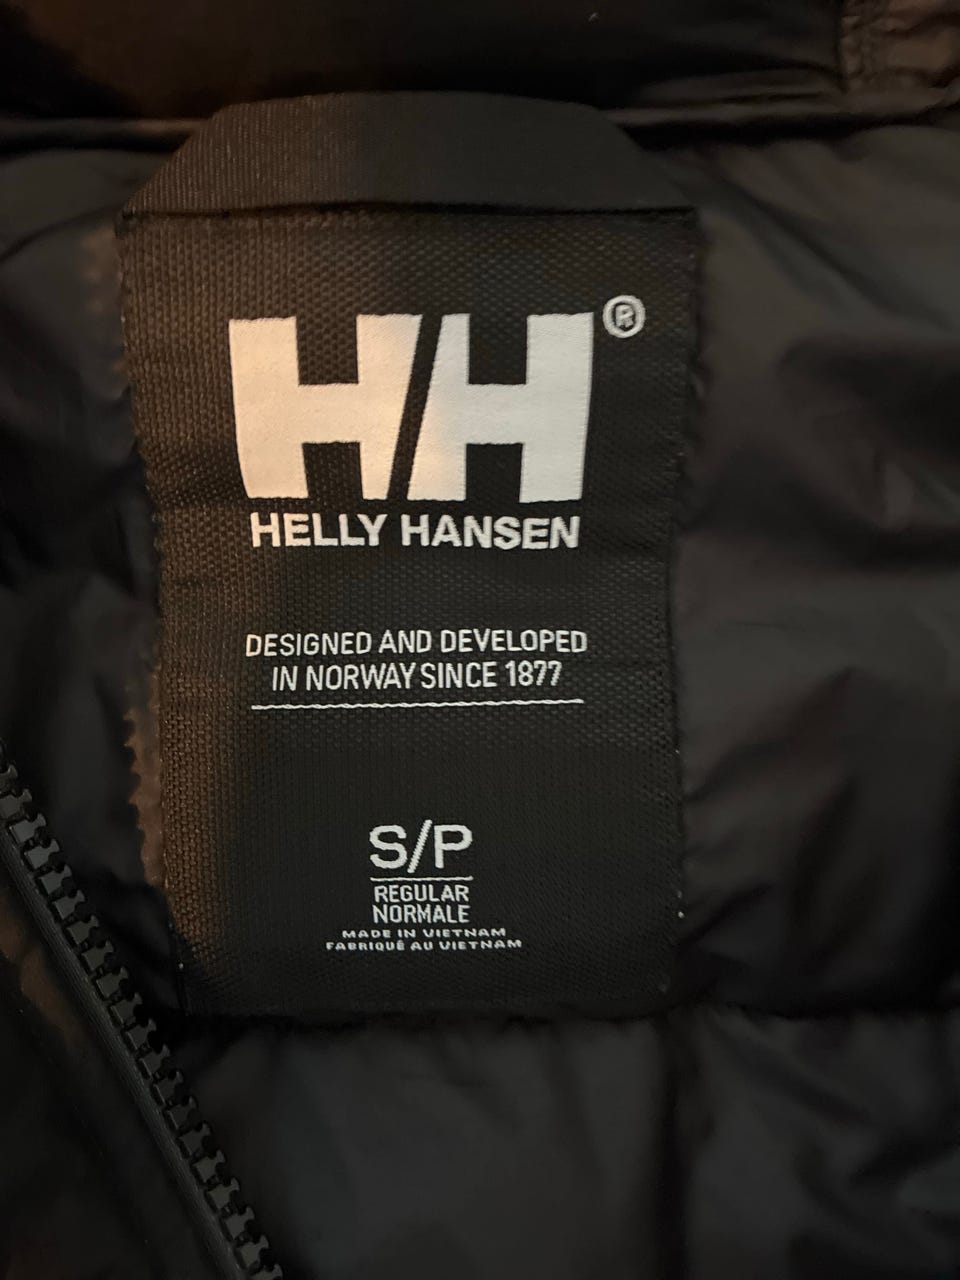 HH®
HELLY HANSEN
DESIGNED AND DEVELOPED
IN NORWAY SINCE 1877
S/P
REGULAR
NORMALE
MADE IN VIETNAM
FABRIQUÉ AU VIETNAM